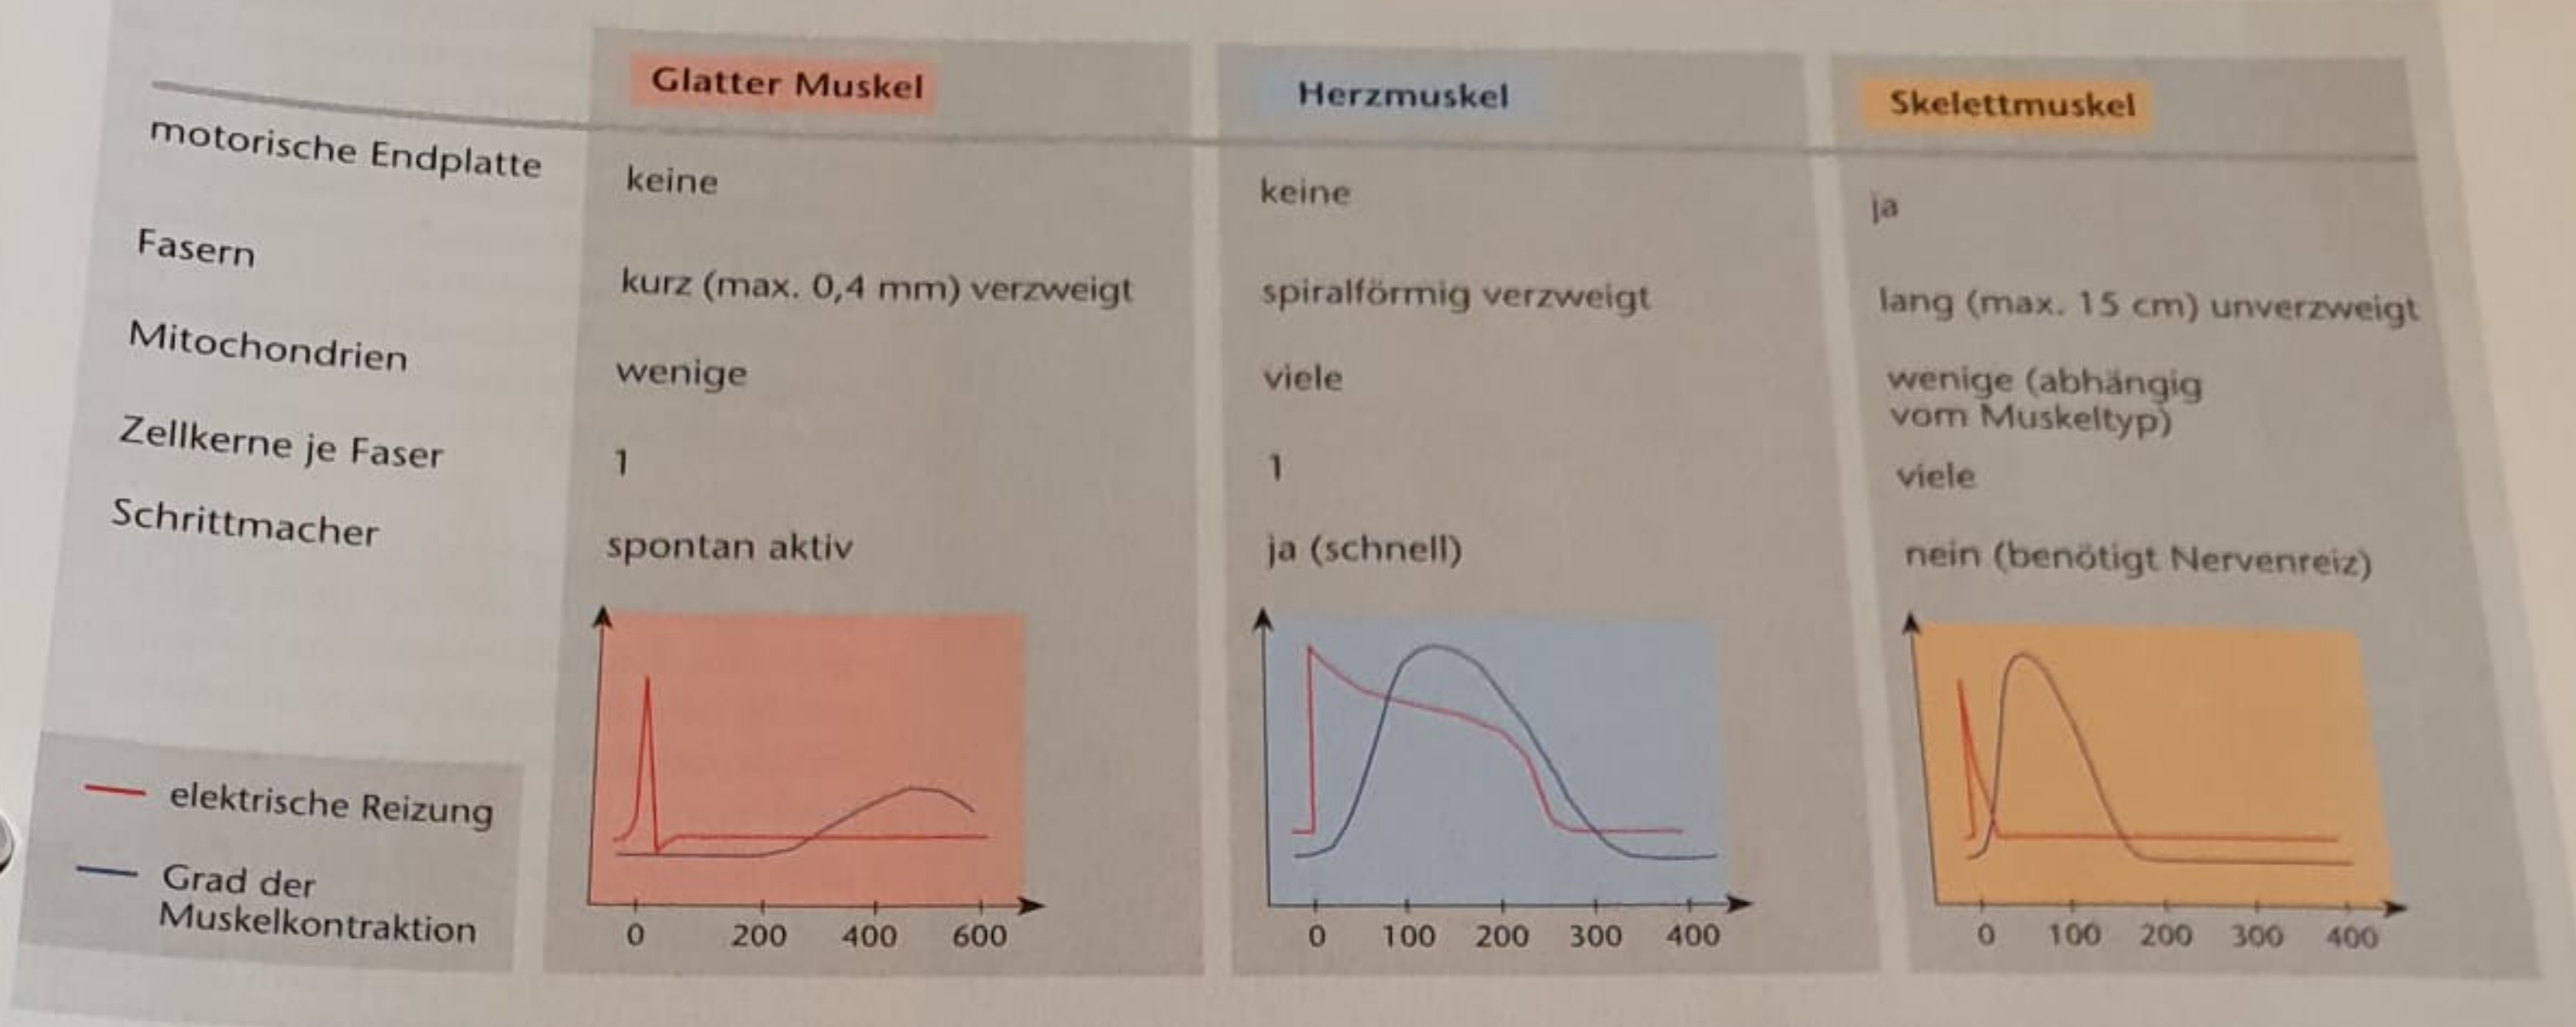 Glatter Muskel
Herzmuskel
Skelettmuskel
motorische Endplatte
keine
keine
ja
Fasern
kurz (max. 0,4 mm) verzweigt
spiralförmig verzweigt
lang (max. 15 cm) unverzweigt
Mitochondrien
wenige
viele
wenige (abhängig
vom Muskeltyp)
Zellkerne je Faser
1
1
viele
Schrittmacher
spontan aktiv
ja (schnell)
nein (benötigt Nervenreiz)
elektrische Reizung
Grad der
Muskelkontraktion
0 200 400 600
0 100 200 300 400
0 100 200 300 400